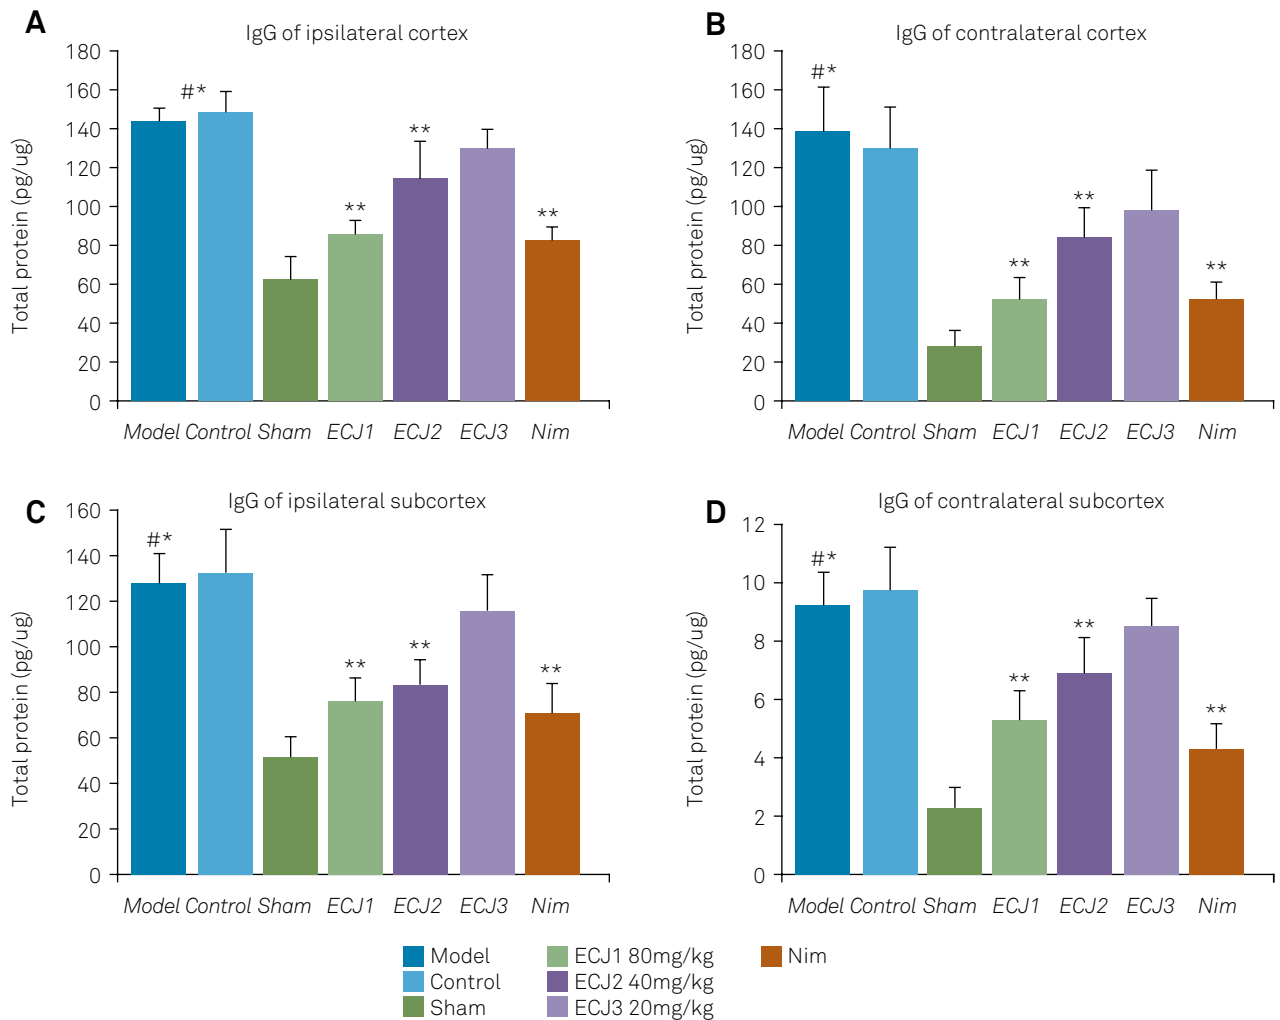 A
IgG of ipsilateral cortex
Total protein (pg/ug)
180
160
140
120
100
80
60
40
20
0
#*
**
**
**
Model Control Sham ECJ1 ECJ2 ECJ3 Nim
B
IgG of contralateral cortex
Total protein (pg/ug)
180
160
140
120
100
80
60
40
20
0
#*
**
**
**
Model Control Sham ECJ1 ECJ2 ECJ3 Nim
C
IgG of ipsilateral subcortex
Total protein (pg/ug)
160
140
120
100
80
60
40
20
0
#*
**
**
**
Model Control Sham ECJ1 ECJ2 ECJ3 Nim
D
IgG of contralateral subcortex
Total protein (pg/ug)
12
10
8
6
4
2
0
#*
**
**
**
Model Control Sham ECJ1 ECJ2 ECJ3 Nim
Model
Control
Sham
ECJ1 80mg/kg
ECJ2 40mg/kg
ECJ3 20mg/kg
Nim